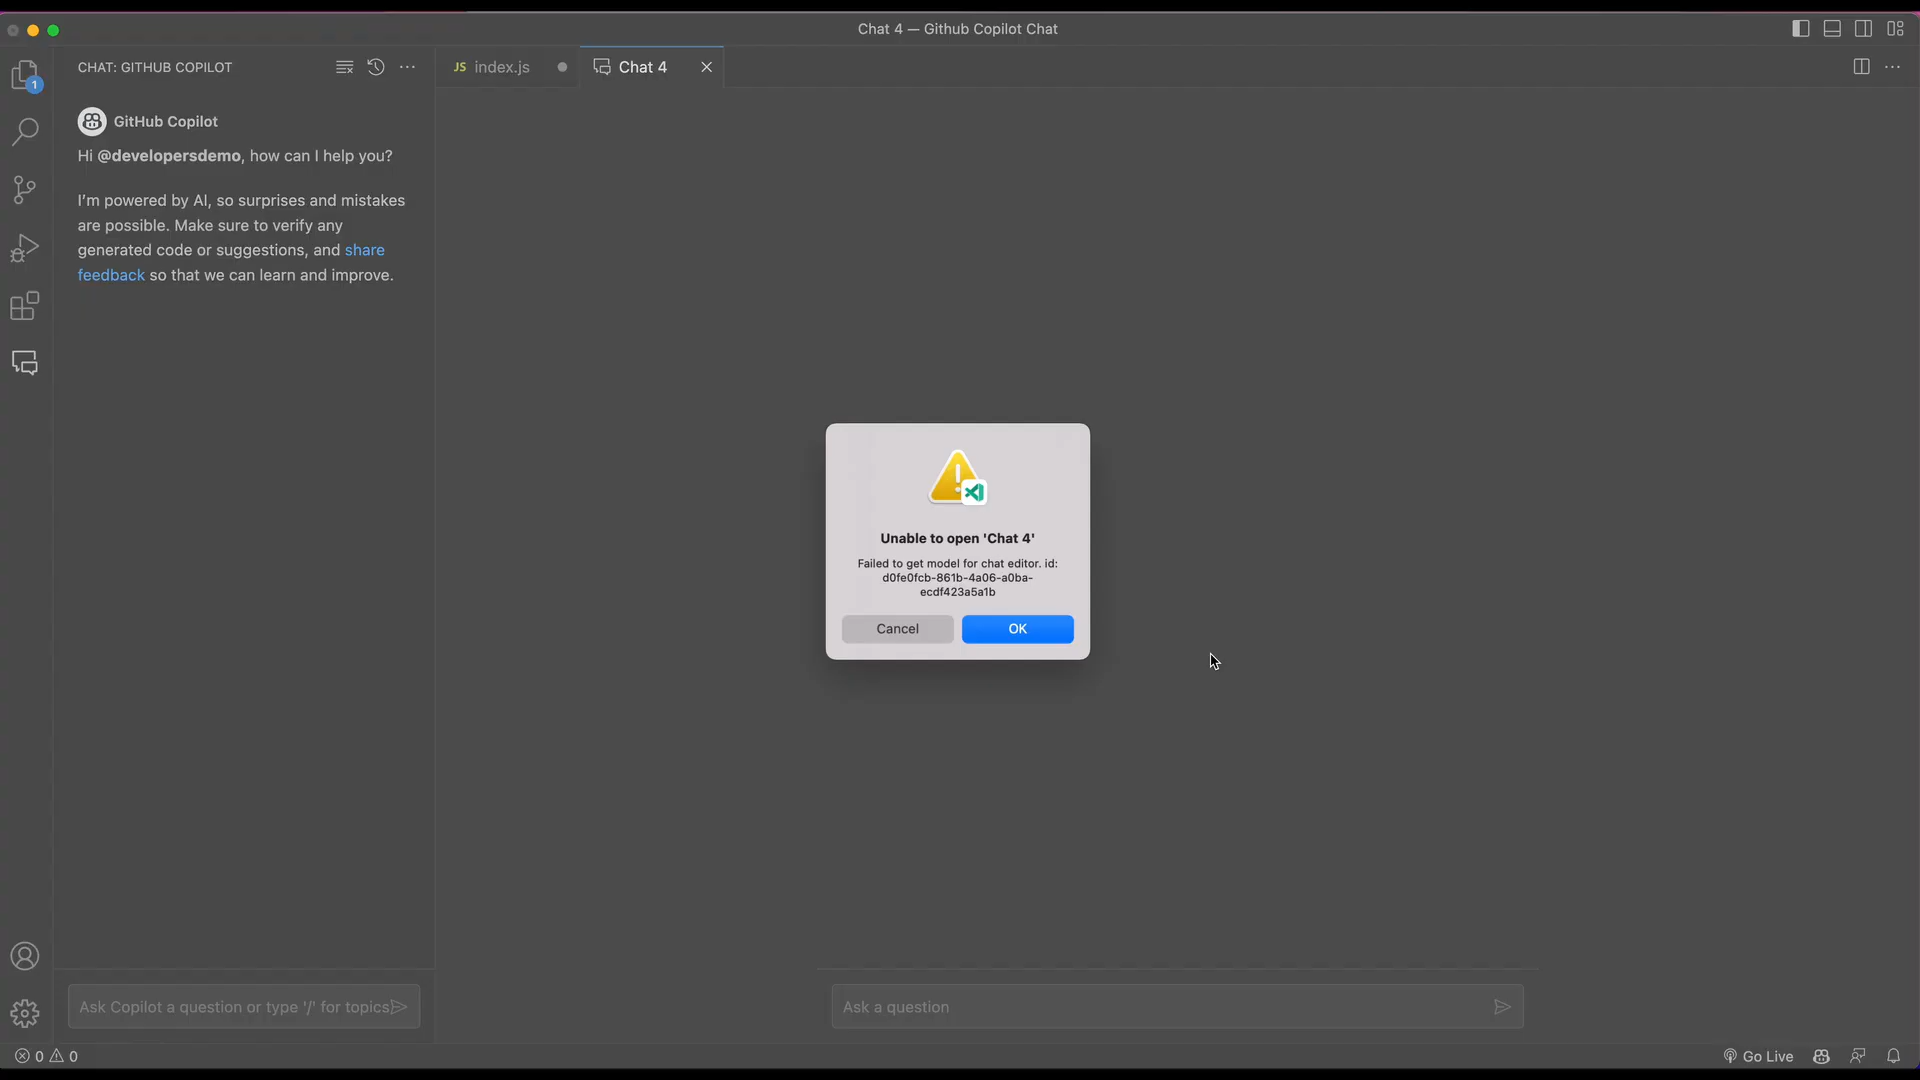 Chat 4 — Github Copilot Chat
CHAT: GITHUB COPILOT
JS index.js
Chat 4
1
GitHub Copilot
Hi @developersdemo, how can I help you?
I'm powered by AI, so surprises and mistakes
are possible. Make sure to verify any
generated code or suggestions, and share
feedback so that we can learn and improve.
Unable to open 'Chat 4'
Failed to get model for chat editor. id:
d0fe0fcb-861b-4a06-a0ba-
ecdf423a5a1b
Cancel
OK
Ask Copilot a question or type '/' for topics
Ask a question
0 0
Go Live